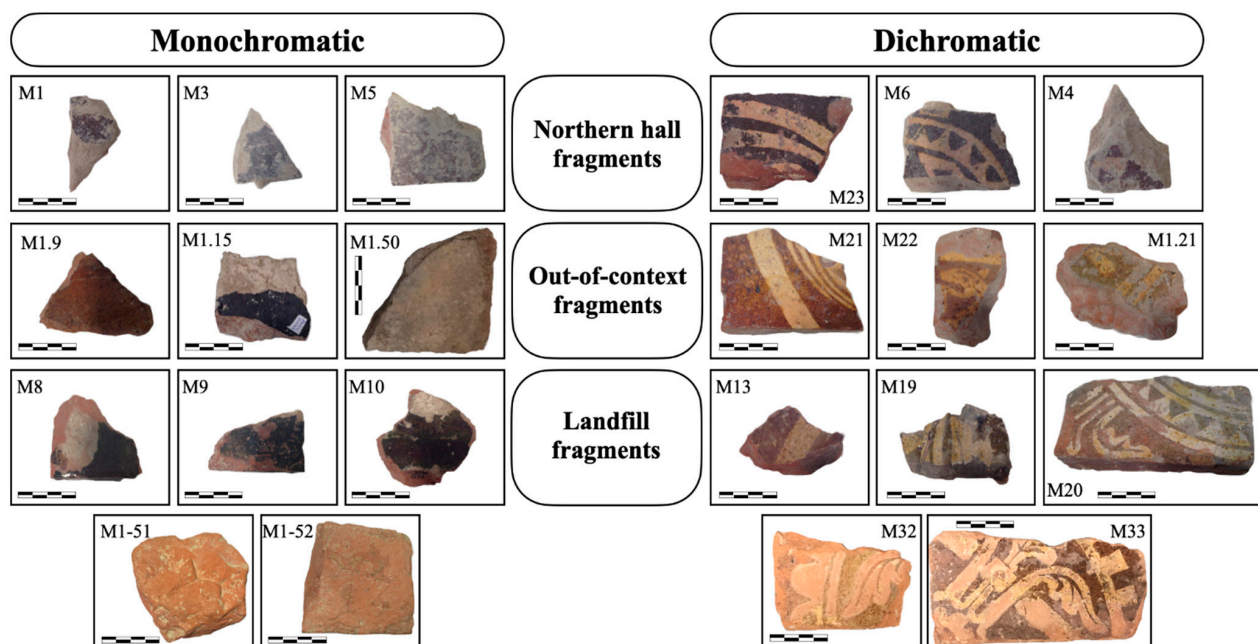 Monochromatic
Dichromatic
M1
M3
M5
Northern hall
fragments
M23
M6
M4
M1.9
M1.15
M1.50
Out-of-context
fragments
M21
M22
M1.21
M8
M9
M10
Landfill
fragments
M13
M19
M20
M1-51
M1-52
M32
M33